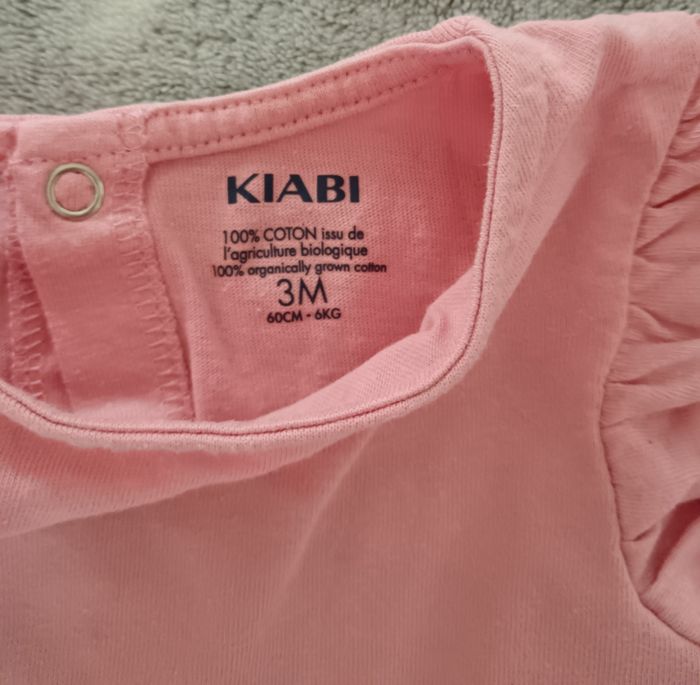 KIABI
100% COTON issu de
l'agriculture biologique
100% organically grown cotton
3M
60CM - 6KG